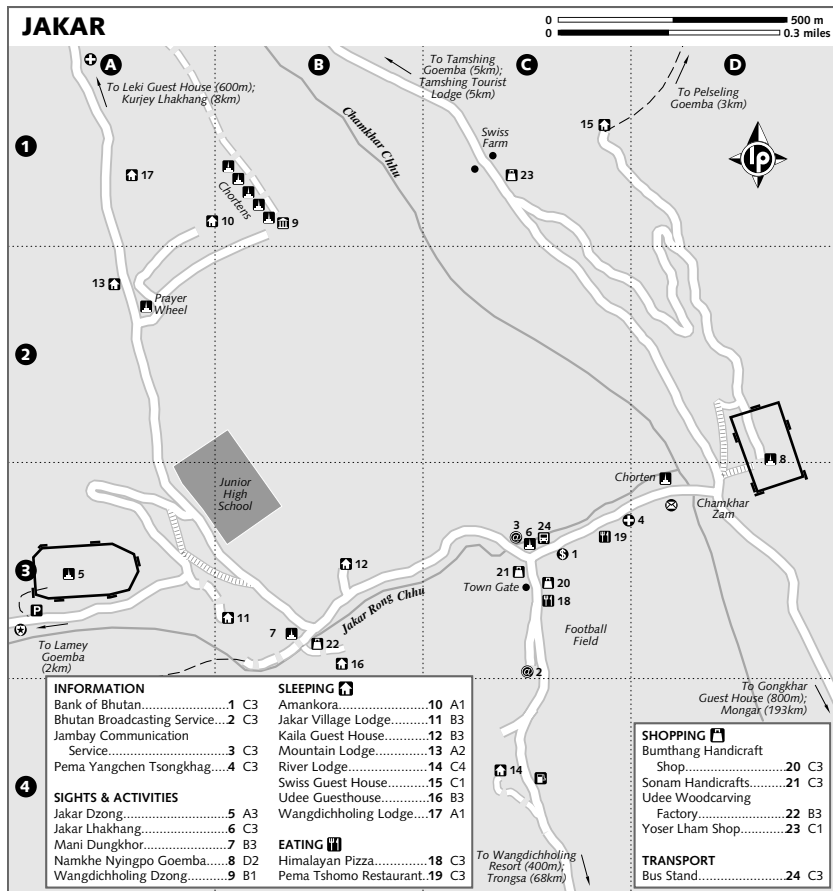 JAKAR
0 500 m
0 0.3 miles
A
B
C
D
To Leki Guest House (600m);
Kurjey Lhakhang (8km)
To Tamshing
Goemba (5km);
Tamshing Tourist
Lodge (5km)
To Pelseling
Goemba (3km)
Chamkhar Chhu
Swiss
Farm
15
1
lp
17
23
Chortens
10
9
13
Prayer
Wheel
2
8
Junior
High
School
Chorten
Chamkhar
Zam
3
24
@
6
4
19
$
1
12
3
5
21
20
Town Gate
18
P
11
Jakar Rong Chhu
Football
Field
7
22
16
To Lamey
Goemba
(2km)
@
2
To Gongkhar
Guest House (800m);
Mongar (193km)
4
14
To Wangdichholing
Resort (400m);
Trongsa (68km)
INFORMATION
Bank of Bhutan....................1 C3
Bhutan Broadcasting Service...2 C3
Jambay Communication
Service.............................3 C3
Pema Yangchen Tsongkhag....4 C3
SIGHTS & ACTIVITIES
Jakar Dzong.........................5 A3
Jakar Lhakhang.....................6 C3
Mani Dungkhor.....................7 B3
Namkhe Nyingpo Goemba......8 D2
Wangdichholing Dzong..........9 B1
SLEEPING
Amankora.........................10 A1
Jakar Village Lodge............11 B3
Kaila Guest House.............12 B3
Mountain Lodge................13 A2
River Lodge......................14 C4
Swiss Guest House............15 C1
Udee Guesthouse..............16 B3
Wangdichholing Lodge.......17 A1
EATING
Himalayan Pizza................18 C3
Pema Tshomo Restaurant..19 C3
SHOPPING
Bumthang Handicraft
Shop.........................20 C3
Sonam Handicrafts..........21 C3
Udee Woodcarving
Factory......................22 B3
Yoser Lham Shop............23 C1
TRANSPORT
Bus Stand.......................24 C3